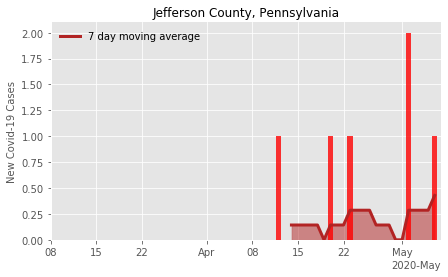 Jefferson County, Pennsylvania
7 day moving average
New Covid-19 Cases
2.00
1.75
1.50
1.25
1.00
0.75
0.50
0.25
0.00
08 15 22 Apr 08 15 22 May
2020-May